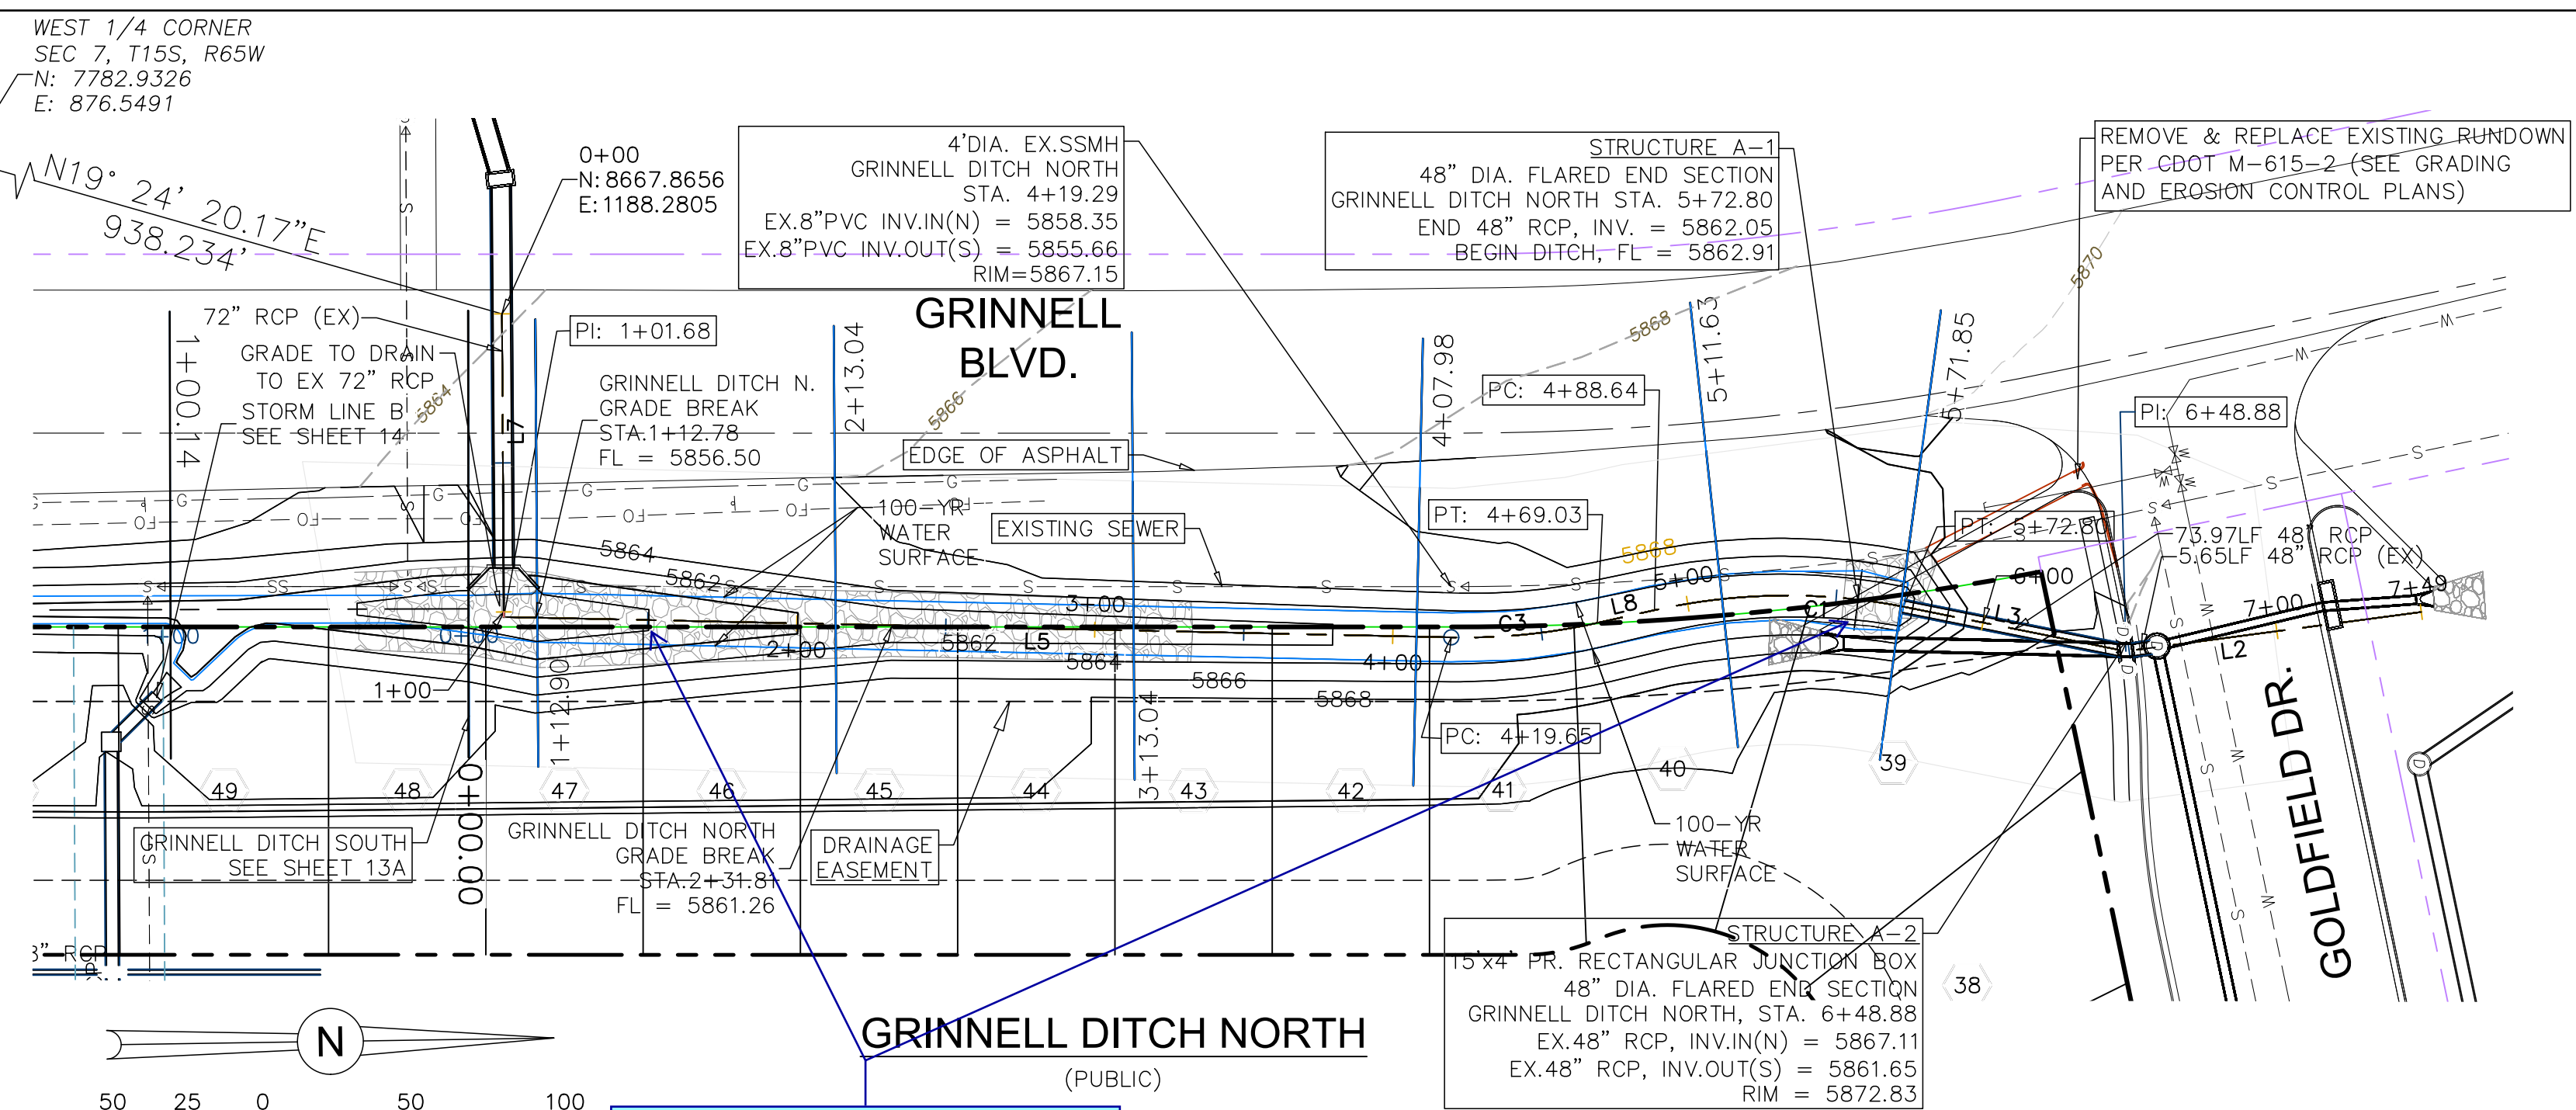 WEST 1/4 CORNER
SEC 7, T15S, R65W
N: 7782.9326
E: 876.5491
N19° 24' 20.17"E
938.234'
0+00
N: 8667.8656
E: 1188.2805
4'DIA. EX.SSMH
GRINNELL DITCH NORTH
STA. 4+19.29
EX.8"PVC INV.IN(N) = 5858.35
EX.8"PVC INV.OUT(S) = 5855.66
RIM=5867.15
STRUCTURE A-1
48" DIA. FLARED END SECTION
GRINNELL DITCH NORTH STA. 5+72.80
END 48" RCP, INV. = 5862.05
BEGIN DITCH, FL = 5862.91
REMOVE & REPLACE EXISTING RUNDOWN
PER CDOT M-615-2 (SEE GRADING
AND EROSION CONTROL PLANS)
GRINNELL
BLVD.
72" RCP (EX)
GRADE TO DRAIN
TO EX 72" RCP
STORM LINE B
SEE SHEET 14
1+00.14
PI: 1+01.68
GRINNELL DITCH N.
GRADE BREAK
STA.1+12.78
FL = 5856.50
L7
5864
2+13.04
5866
EDGE OF ASPHALT
100-YR
WATER
SURFACE
EXISTING SEWER
4+07.98
PC: 4+88.64
PT: 4+69.03
5868
5+11.63
5870
5+71.85
PI: 6+48.88
PT: 5+72.80
73.97LF 48" RCP
5.65LF 48" RCP (EX)
5864
5862
5868
5+00
6+00
7+49
7+00
3+00
L8
C1
L3
L2
C3
1+00
0+00
2+00
5862
L5
5864
4+00
5866
5868
1+00
1+12.90
3+13.04
PC: 4+19.65
0+00.00
49
48
47
46
45
44
43
42
41
40
39
38
GRINNELL DITCH SOUTH
SEE SHEET 13A
GRINNELL DITCH NORTH
GRADE BREAK
STA.2+31.81
FL = 5861.26
DRAINAGE
EASEMENT
100-YR
WATER
SURFACE
GOLDFIELD DR.
STRUCTURE A-2
15'x4' PR. RECTANGULAR JUNCTION BOX
48" DIA. FLARED END SECTION
GRINNELL DITCH NORTH, STA. 6+48.88
EX.48" RCP, INV.IN(N) = 5867.11
EX.48" RCP, INV.OUT(S) = 5861.65
RIM = 5872.83
8" RCP
N
GRINNELL DITCH NORTH
(PUBLIC)
50 25 0 50 100